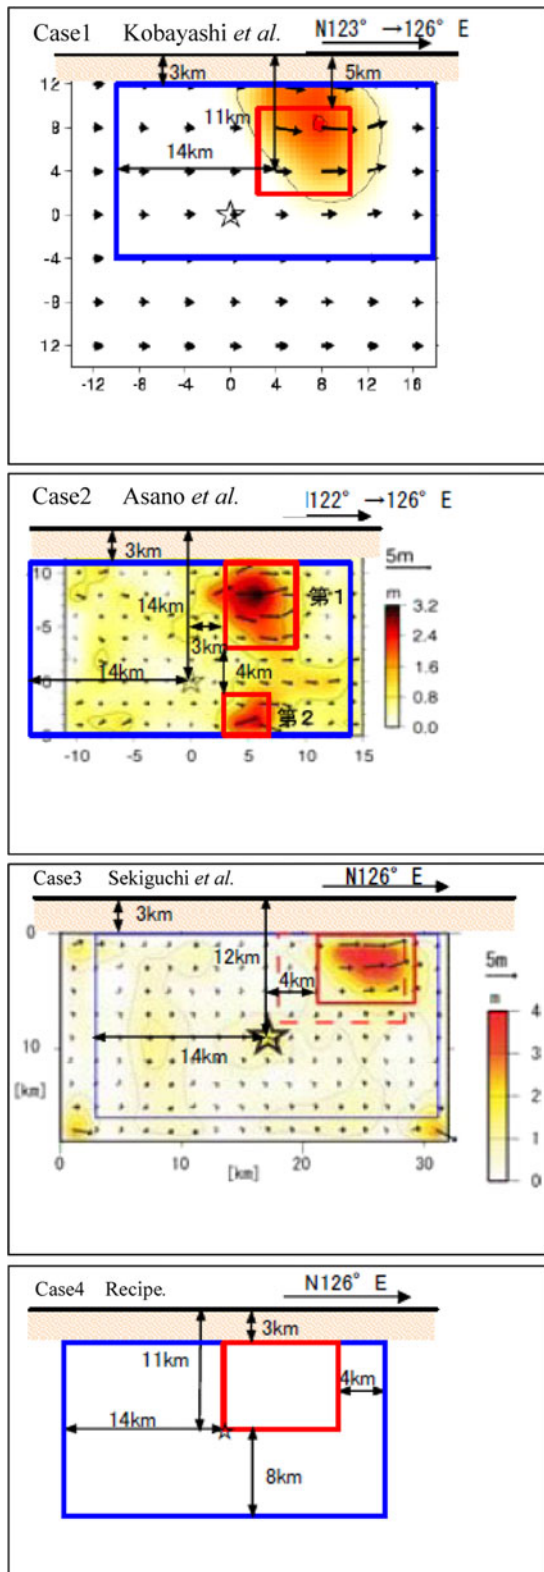 Case1 Kobayashi et al.
N123° →126° E
3km
5km
11km
14km
12
8
4
0
-4
-8
12
-12 -8 -4 0 4 8 12 16
Case2 Asano et al.
122° →126° E
3km
14km
3km
4km
14km
第1
第2
5m
m
3.2
2.4
1.6
0.8
0.0
-10
-5
0
-10 -5 0 5 10 15
Case3 Sekiguchi et al.
N126° E
3km
12km
4km
14km
0
10
[km]
0 10 20 30
[km]
5m
m
4
3
2
1
0
Case4 Recipe.
N126° E
3km
11km
4km
14km
8km